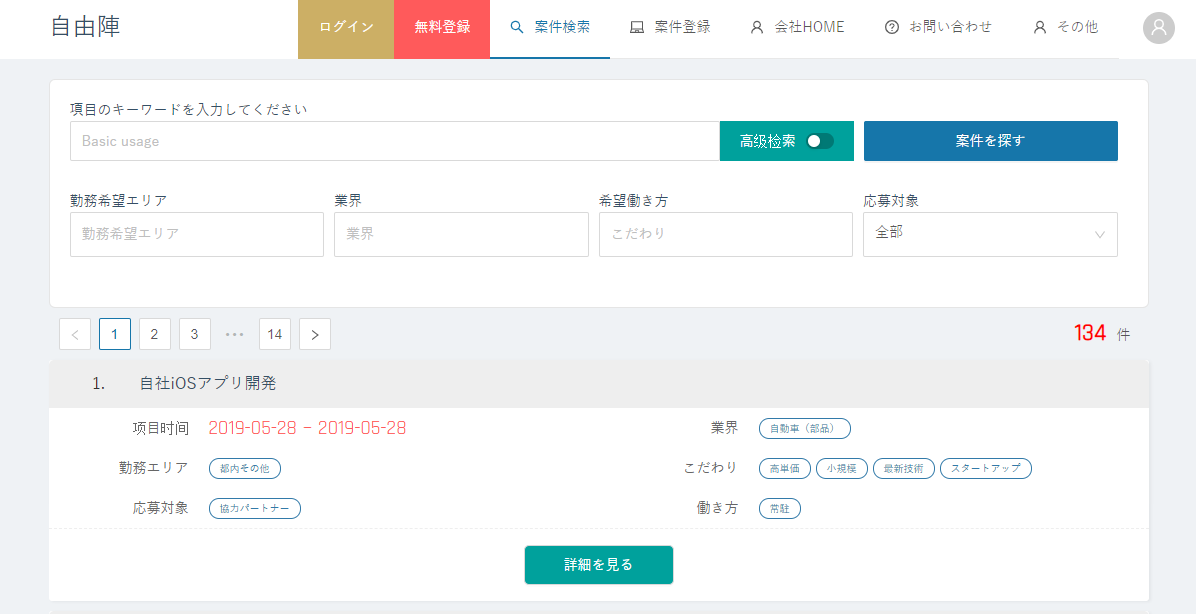 自由陣
ログイン
無料登録
案件検索
案件登録
会社HOME
お問い合わせ
その他
項目のキーワードを入力してください
Basic usage
高级检索
案件を探す
勤務希望エリア
業界
希望働き方
応募対象
勤務希望エリア
業界
こだわり
全部
< 1 2 3 ••• 14 >
134 件
1. 自社iOSアプリ開発
项目时间 2019-05-28 - 2019-05-28
業界 自動車（部品）
勤務エリア 都内その他
こだわり 高単価 小規模 最新技術 スタートアップ
応募対象 協力パートナー
働き方 常駐
詳細を見る